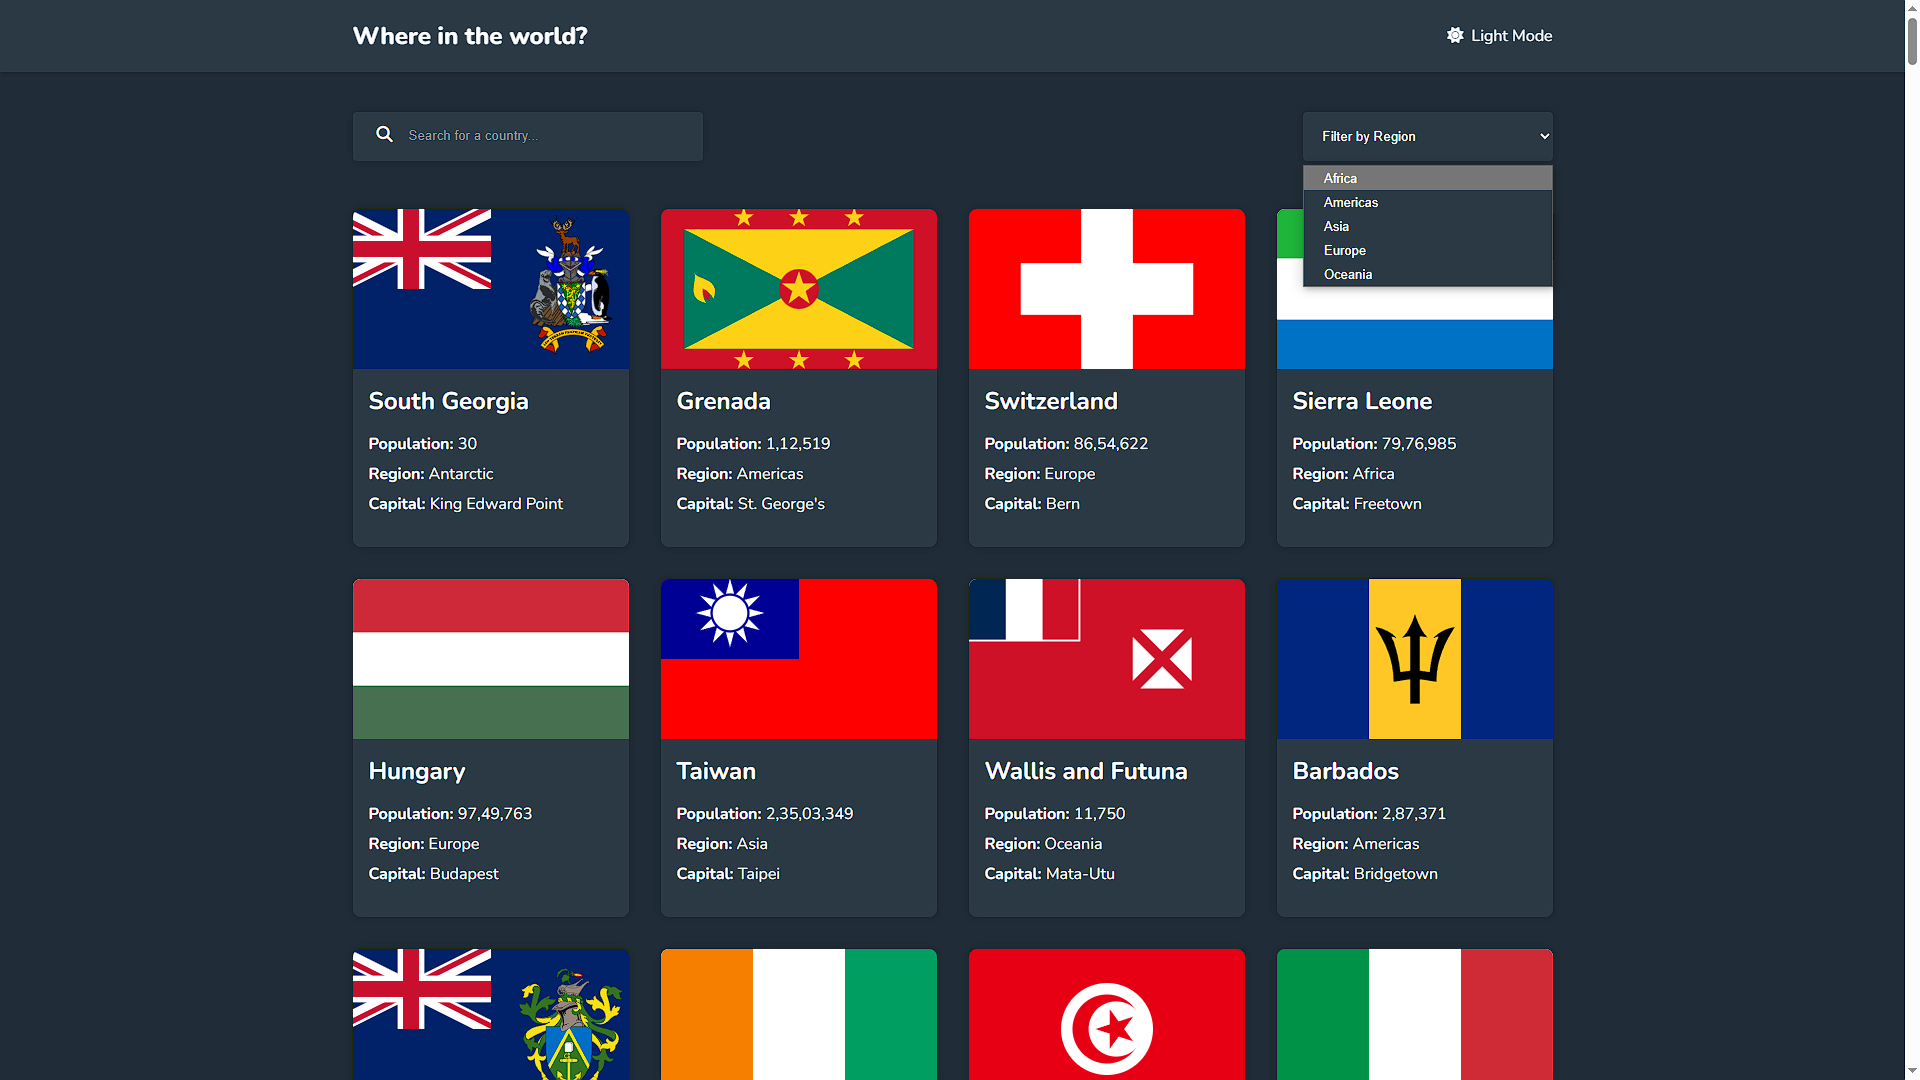 Where in the world?
Light Mode
Search for a country...
Filter by Region
Africa
Americas
Asia
Europe
Oceania
South Georgia
Population: 30
Region: Antarctic
Capital: King Edward Point
Grenada
Population: 1,12,519
Region: Americas
Capital: St. George's
Switzerland
Population: 86,54,622
Region: Europe
Capital: Bern
Sierra Leone
Population: 79,76,985
Region: Africa
Capital: Freetown
Hungary
Population: 97,49,763
Region: Europe
Capital: Budapest
Taiwan
Population: 2,35,03,349
Region: Asia
Capital: Taipei
Wallis and Futuna
Population: 11,750
Region: Oceania
Capital: Mata-Utu
Barbados
Population: 2,87,371
Region: Americas
Capital: Bridgetown